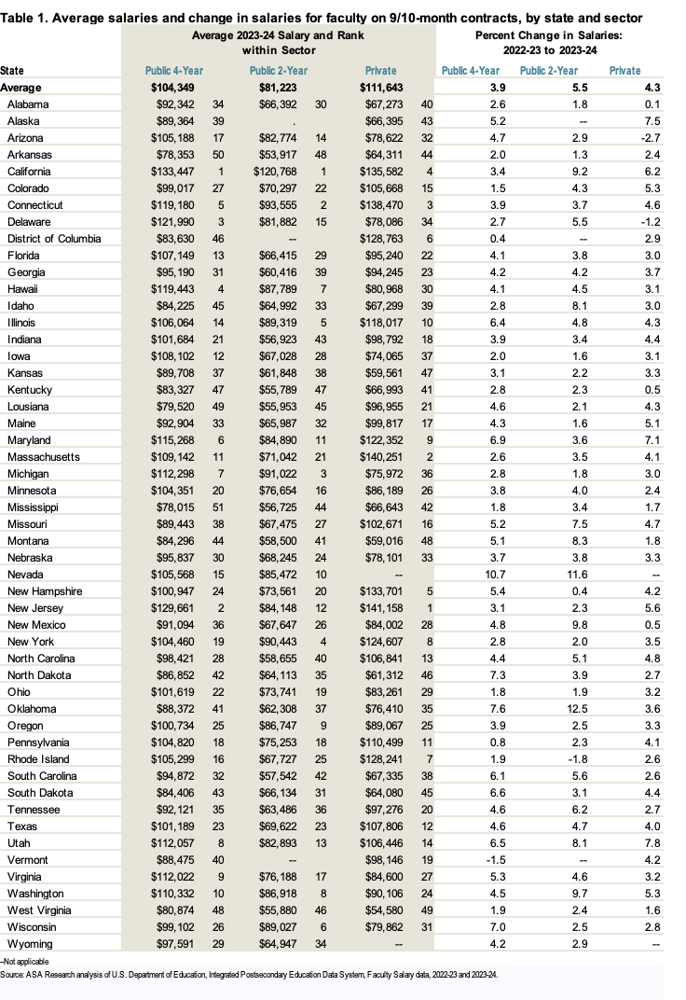 Table 1. Average salaries and change in salaries for faculty on 9/10-month contracts, by state and sector
Average 2023-24 Salary and Rank Percent Change in Salaries:
within Sector 2022-23 to 2023-24
State Public 4-Year Public 2-Year Private Public 4-Year Public 2-Year Private
Average $104,349 $81,223 $111,643 3.9 5.5 4.3
Alabama $92,342 34 $66,392 30 $67,273 40 2.6 1.8 0.1
Alaska $89,364 39 . $66,395 43 5.2 -- 7.5
Arizona $105,188 17 $82,774 14 $78,622 32 4.7 2.9 -2.7
Arkansas $78,353 50 $53,917 48 $64,311 44 2.0 1.3 2.4
California $133,447 1 $120,768 1 $135,582 4 3.4 9.2 6.2
Colorado $99,017 27 $70,297 22 $105,668 15 1.5 4.3 5.3
Connecticut $119,180 5 $93,555 2 $138,470 3 3.9 3.7 4.6
Delaware $121,990 3 $81,882 15 $78,086 34 2.7 5.5 -1.2
District of Columbia $83,630 46 -- $128,763 6 0.4 -- 2.9
Florida $107,149 13 $66,415 29 $95,240 22 4.1 3.8 3.0
Georgia $95,190 31 $60,416 39 $94,245 23 4.2 4.2 3.7
Hawaii $119,443 4 $87,789 7 $80,968 30 4.1 4.5 3.1
Idaho $84,225 45 $64,992 33 $67,299 39 2.8 8.1 3.0
Illinois $106,064 14 $89,319 5 $118,017 10 6.4 4.8 4.3
Indiana $101,684 21 $56,923 43 $98,792 18 3.9 3.4 4.4
Iowa $108,102 12 $67,028 28 $74,065 37 2.0 1.6 3.1
Kansas $89,708 37 $61,848 38 $59,561 47 3.1 2.2 3.3
Kentucky $83,327 47 $55,789 47 $66,993 41 2.8 2.3 0.5
Lousiana $79,520 49 $55,953 45 $96,955 21 4.6 2.1 4.3
Maine $92,904 33 $65,987 32 $99,817 17 4.3 1.6 5.1
Maryland $115,268 6 $84,890 11 $122,352 9 6.9 3.6 7.1
Massachusetts $109,142 11 $71,042 21 $140,251 2 2.6 3.5 4.1
Michigan $112,298 7 $91,022 3 $75,972 36 2.8 1.8 3.0
Minnesota $104,351 20 $76,654 16 $86,189 26 3.8 4.0 2.4
Mississippi $78,015 51 $56,725 44 $66,643 42 1.8 3.4 1.7
Missouri $89,443 38 $67,475 27 $102,671 16 5.2 7.5 4.7
Montana $84,296 44 $58,500 41 $59,016 48 5.1 8.3 1.8
Nebraska $95,837 30 $68,245 24 $78,101 33 3.7 3.8 3.3
Nevada $105,568 15 $85,472 10 -- 10.7 11.6 --
New Hampshire $100,947 24 $73,561 20 $133,701 5 5.4 0.4 4.2
New Jersey $129,661 2 $84,148 12 $141,158 1 3.1 2.3 5.6
New Mexico $91,094 36 $67,647 26 $84,002 28 4.8 9.8 0.5
New York $104,460 19 $90,443 4 $124,607 8 2.8 2.0 3.5
North Carolina $98,421 28 $58,655 40 $106,841 13 4.4 5.1 4.8
North Dakota $86,852 42 $64,113 35 $61,312 46 7.3 3.9 2.7
Ohio $101,619 22 $73,741 19 $83,261 29 1.8 1.9 3.2
Oklahoma $88,372 41 $62,308 37 $76,410 35 7.6 12.5 3.6
Oregon $100,734 25 $86,747 9 $89,067 25 3.9 2.5 3.3
Pennsylvania $104,820 18 $75,253 18 $110,499 11 0.8 2.3 4.1
Rhode Island $105,299 16 $67,727 25 $128,241 7 1.9 -1.8 2.6
South Carolina $94,872 32 $57,542 42 $67,335 38 6.1 5.6 2.6
South Dakota $84,406 43 $66,134 31 $64,080 45 6.6 3.1 4.4
Tennessee $92,121 35 $63,486 36 $97,276 20 4.6 6.2 2.7
Texas $101,189 23 $69,622 23 $107,806 12 4.6 4.7 4.0
Utah $112,057 8 $82,893 13 $106,446 14 6.5 8.1 7.8
Vermont $88,475 40 -- $98,146 19 -1.5 -- 4.2
Virginia $112,022 9 $76,188 17 $84,600 27 5.3 4.6 3.2
Washington $110,332 10 $86,918 8 $90,106 24 4.5 9.7 5.3
West Virginia $80,874 48 $55,880 46 $54,580 49 1.9 2.4 1.6
Wisconsin $99,102 26 $89,027 6 $79,862 31 7.0 2.5 2.8
Wyoming $97,591 29 $64,947 34 -- 4.2 2.9 --
--Not applicable
Source: ASA Research analysis of U.S. Department of Education, Integrated Postsecondary Education Data System, Faculty Salary data, 2022-23 and 2023-24.